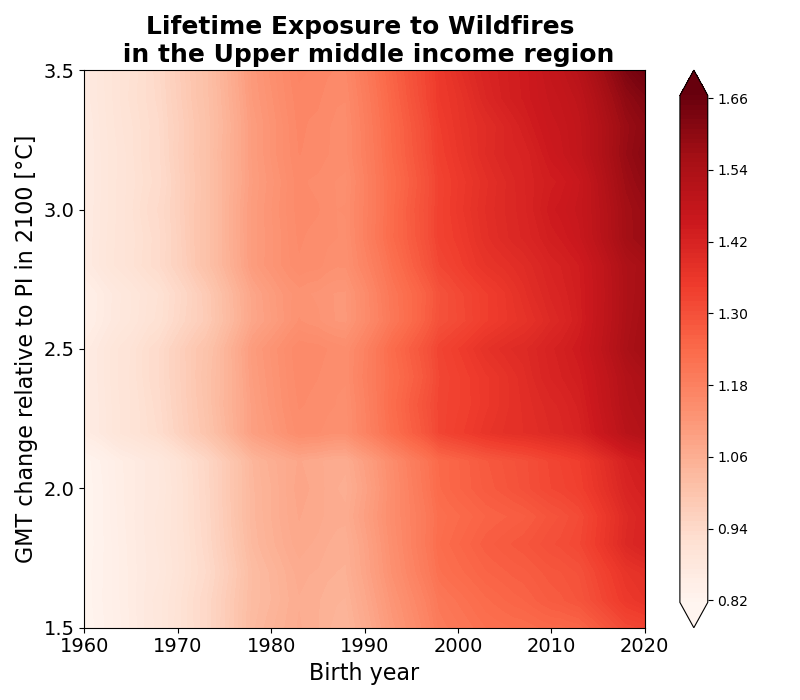 Lifetime Exposure to Wildfires
in the Upper middle income region
GMT change relative to PI in 2100 [°C]
3.5
3.0
2.5
2.0
1.5
1960 1970 1980 1990 2000 2010 2020
Birth year
1.66
1.54
1.42
1.30
1.18
1.06
0.94
0.82